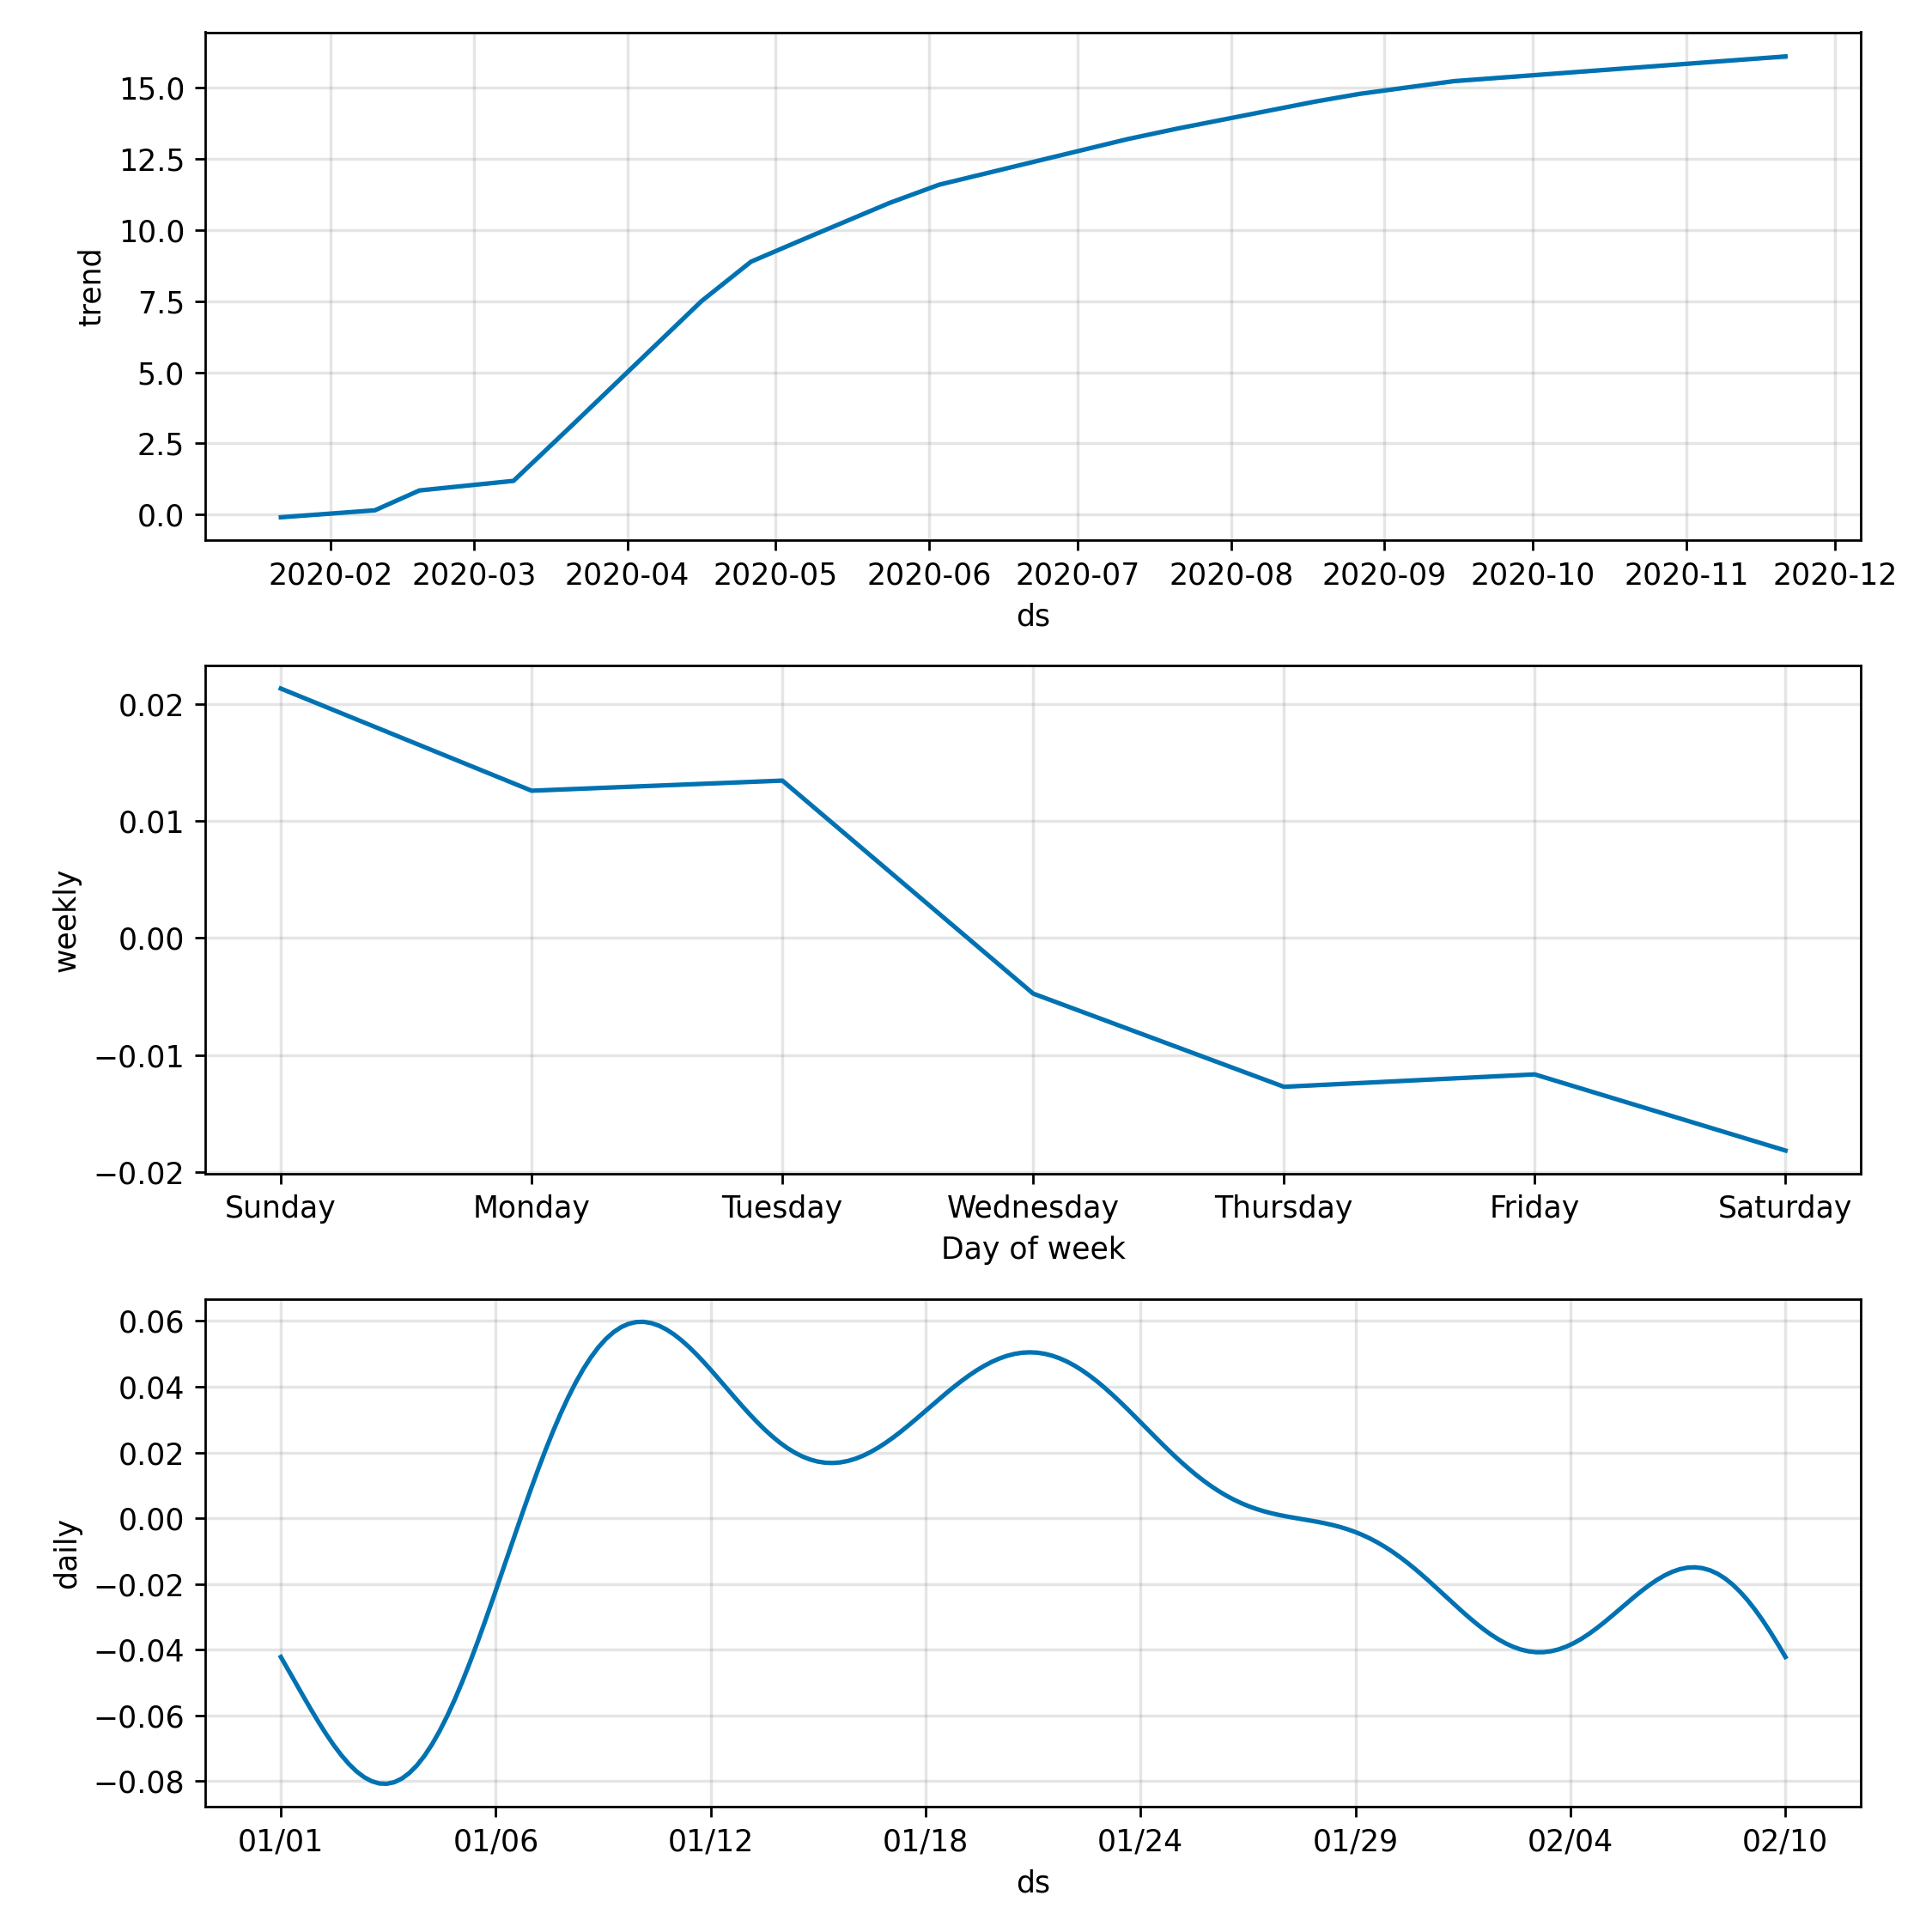 15.0
12.5
10.0
7.5
5.0
2.5
0.0
trend
2020-02 2020-03 2020-04 2020-05 2020-06 2020-07 2020-08 2020-09 2020-10 2020-11 2020-12
ds
0.02
0.01
0.00
−0.01
−0.02
weekly
Sunday Monday Tuesday Wednesday Thursday Friday Saturday
Day of week
0.06
0.04
0.02
0.00
−0.02
−0.04
−0.06
−0.08
daily
01/01 01/06 01/12 01/18 01/24 01/29 02/04 02/10
ds